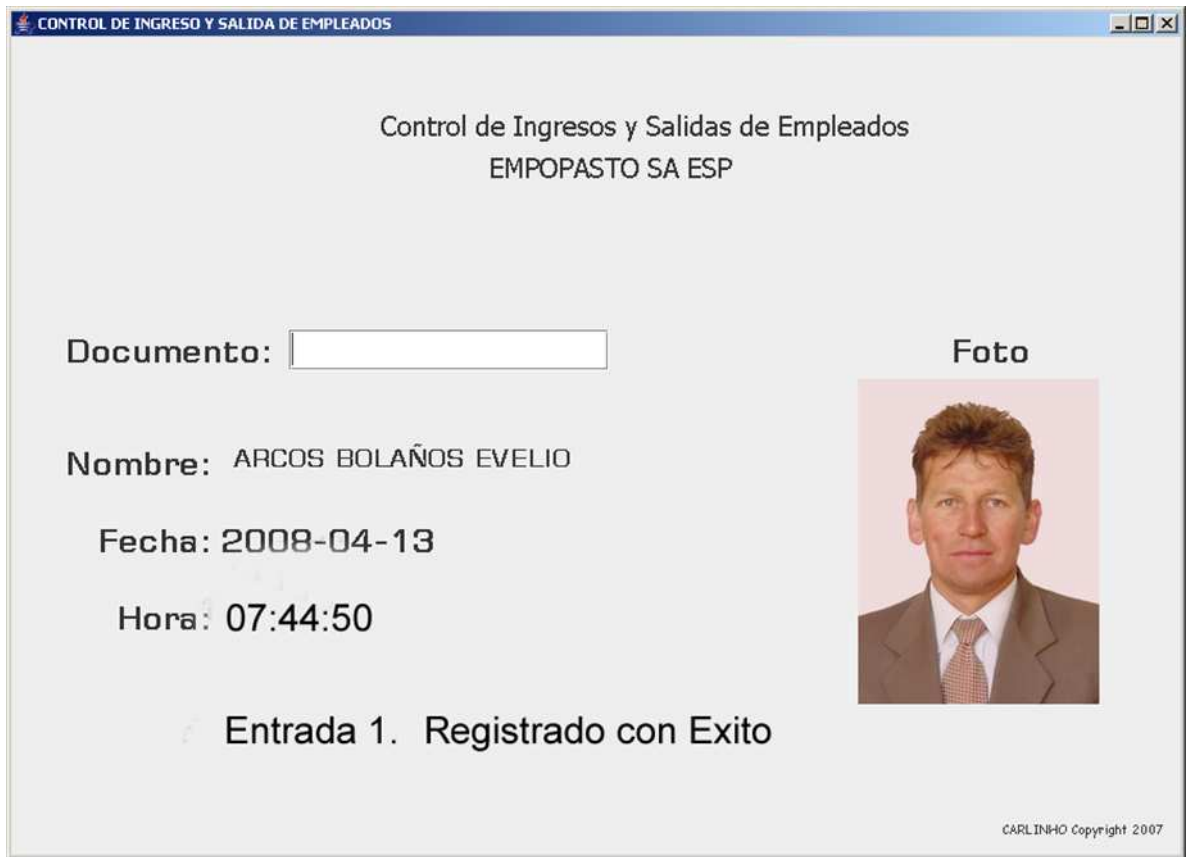 CONTROL DE INGRESO Y SALIDA DE EMPLEADOS
Control de Ingresos y Salidas de Empleados
EMPOPASTO SA ESP
Documento:
Foto
Nombre: ARCOS BOLAÑOS EVELIO
Fecha: 2008-04-13
Hora: 07:44:50
Entrada 1. Registrado con Exito
CARLINHO Copyright 2007